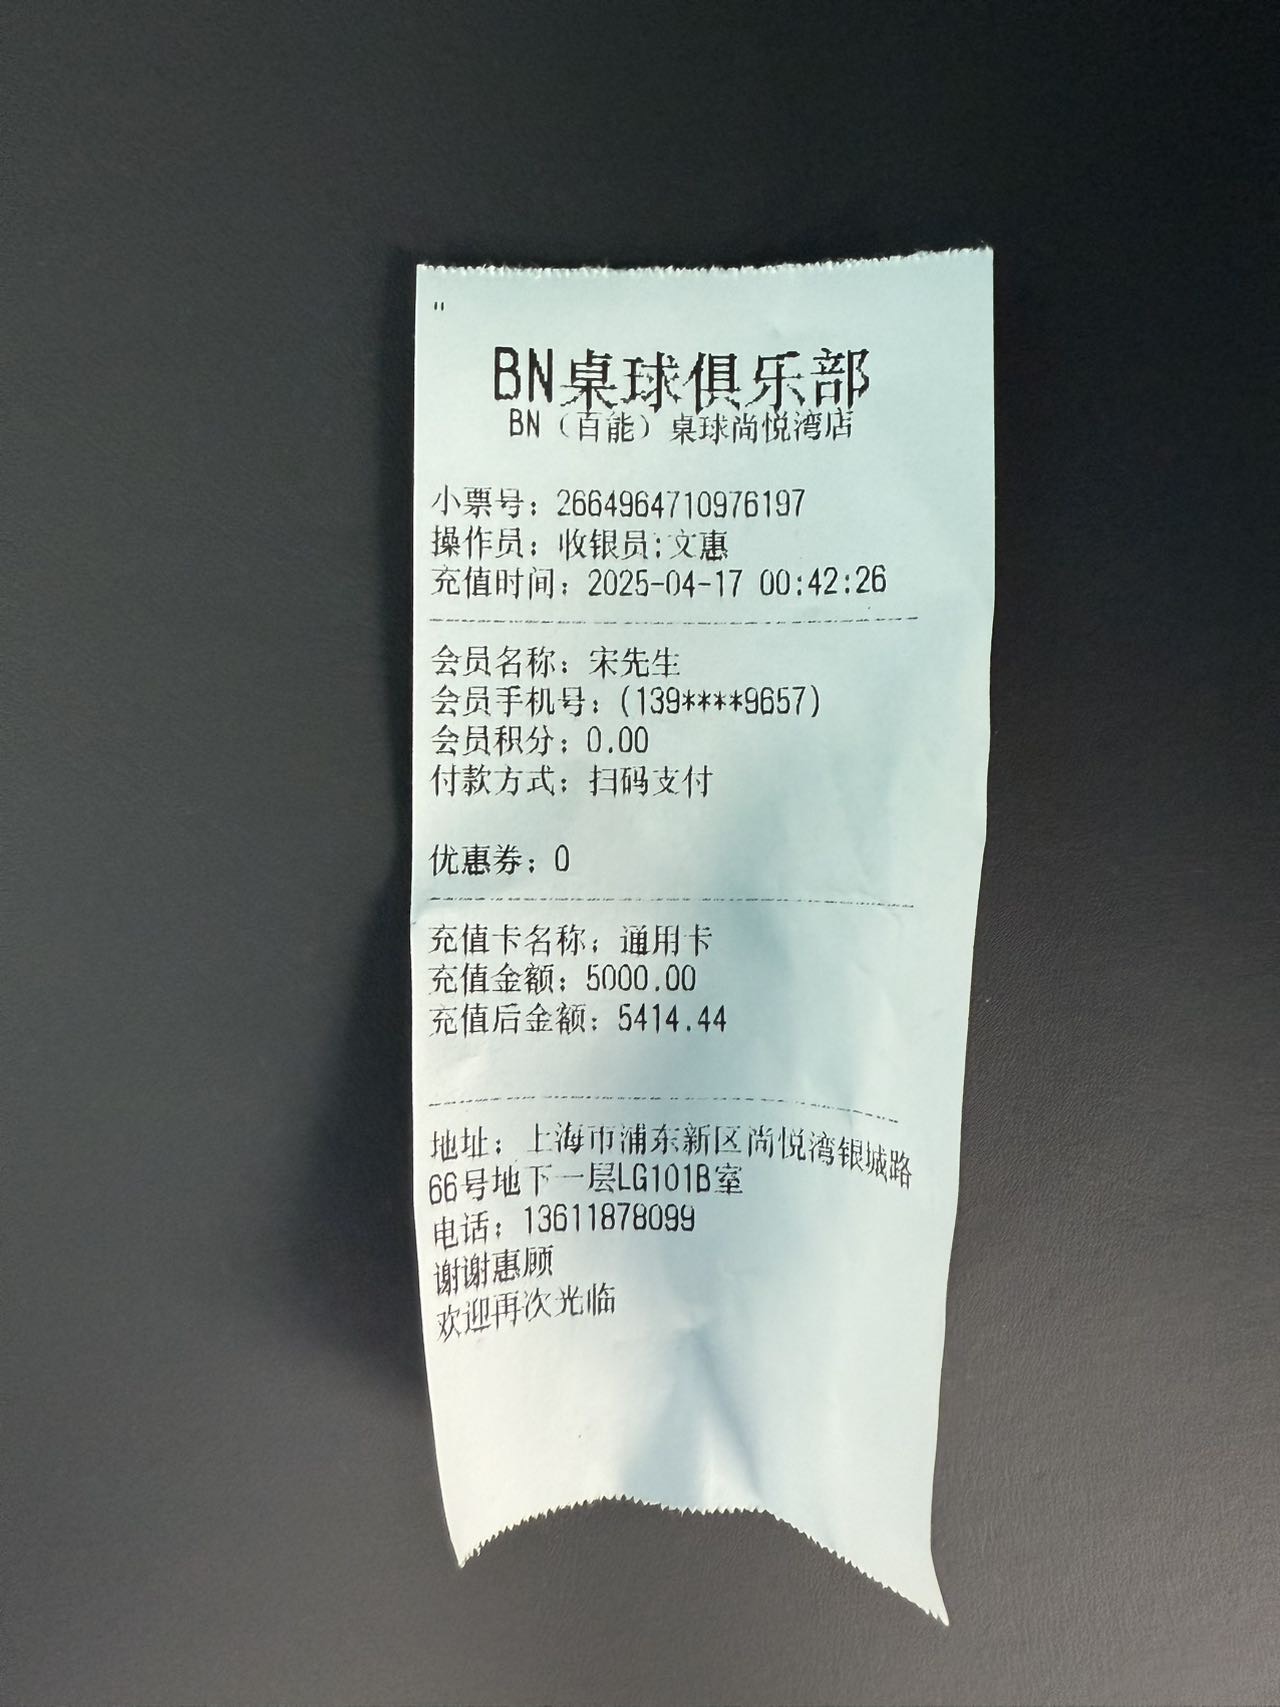 "
BN桌球俱乐部
BN（百能）桌球尚悦湾店
小票号：2664964710976197
操作员：收银员:文惠
充值时间：2025-04-17 00:42:26
会员名称：宋先生
会员手机号：(139****9657)
会员积分：0.00
付款方式：扫码支付
优惠券：0
充值卡名称：通用卡
充值金额：5000.00
充值后金额：5414.44
地址：上海市浦东新区尚悦湾银城路
66号地下一层LG101B室
电话：13611878099
谢谢惠顾
欢迎再次光临